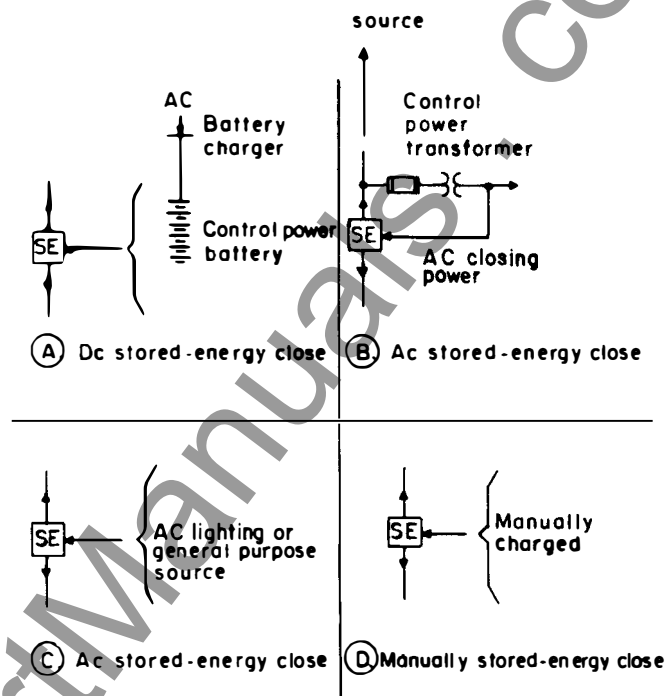 source
AC
Battery
charger
Control power
battery
SE
A. Dc stored-energy close
Control
power
transformer
SE
AC closing
power
B. Ac stored-energy close
SE
AC lighting or
general purpose
source
C. Ac stored-energy close
SE
Manually
charged
D. Manually stored-energy close